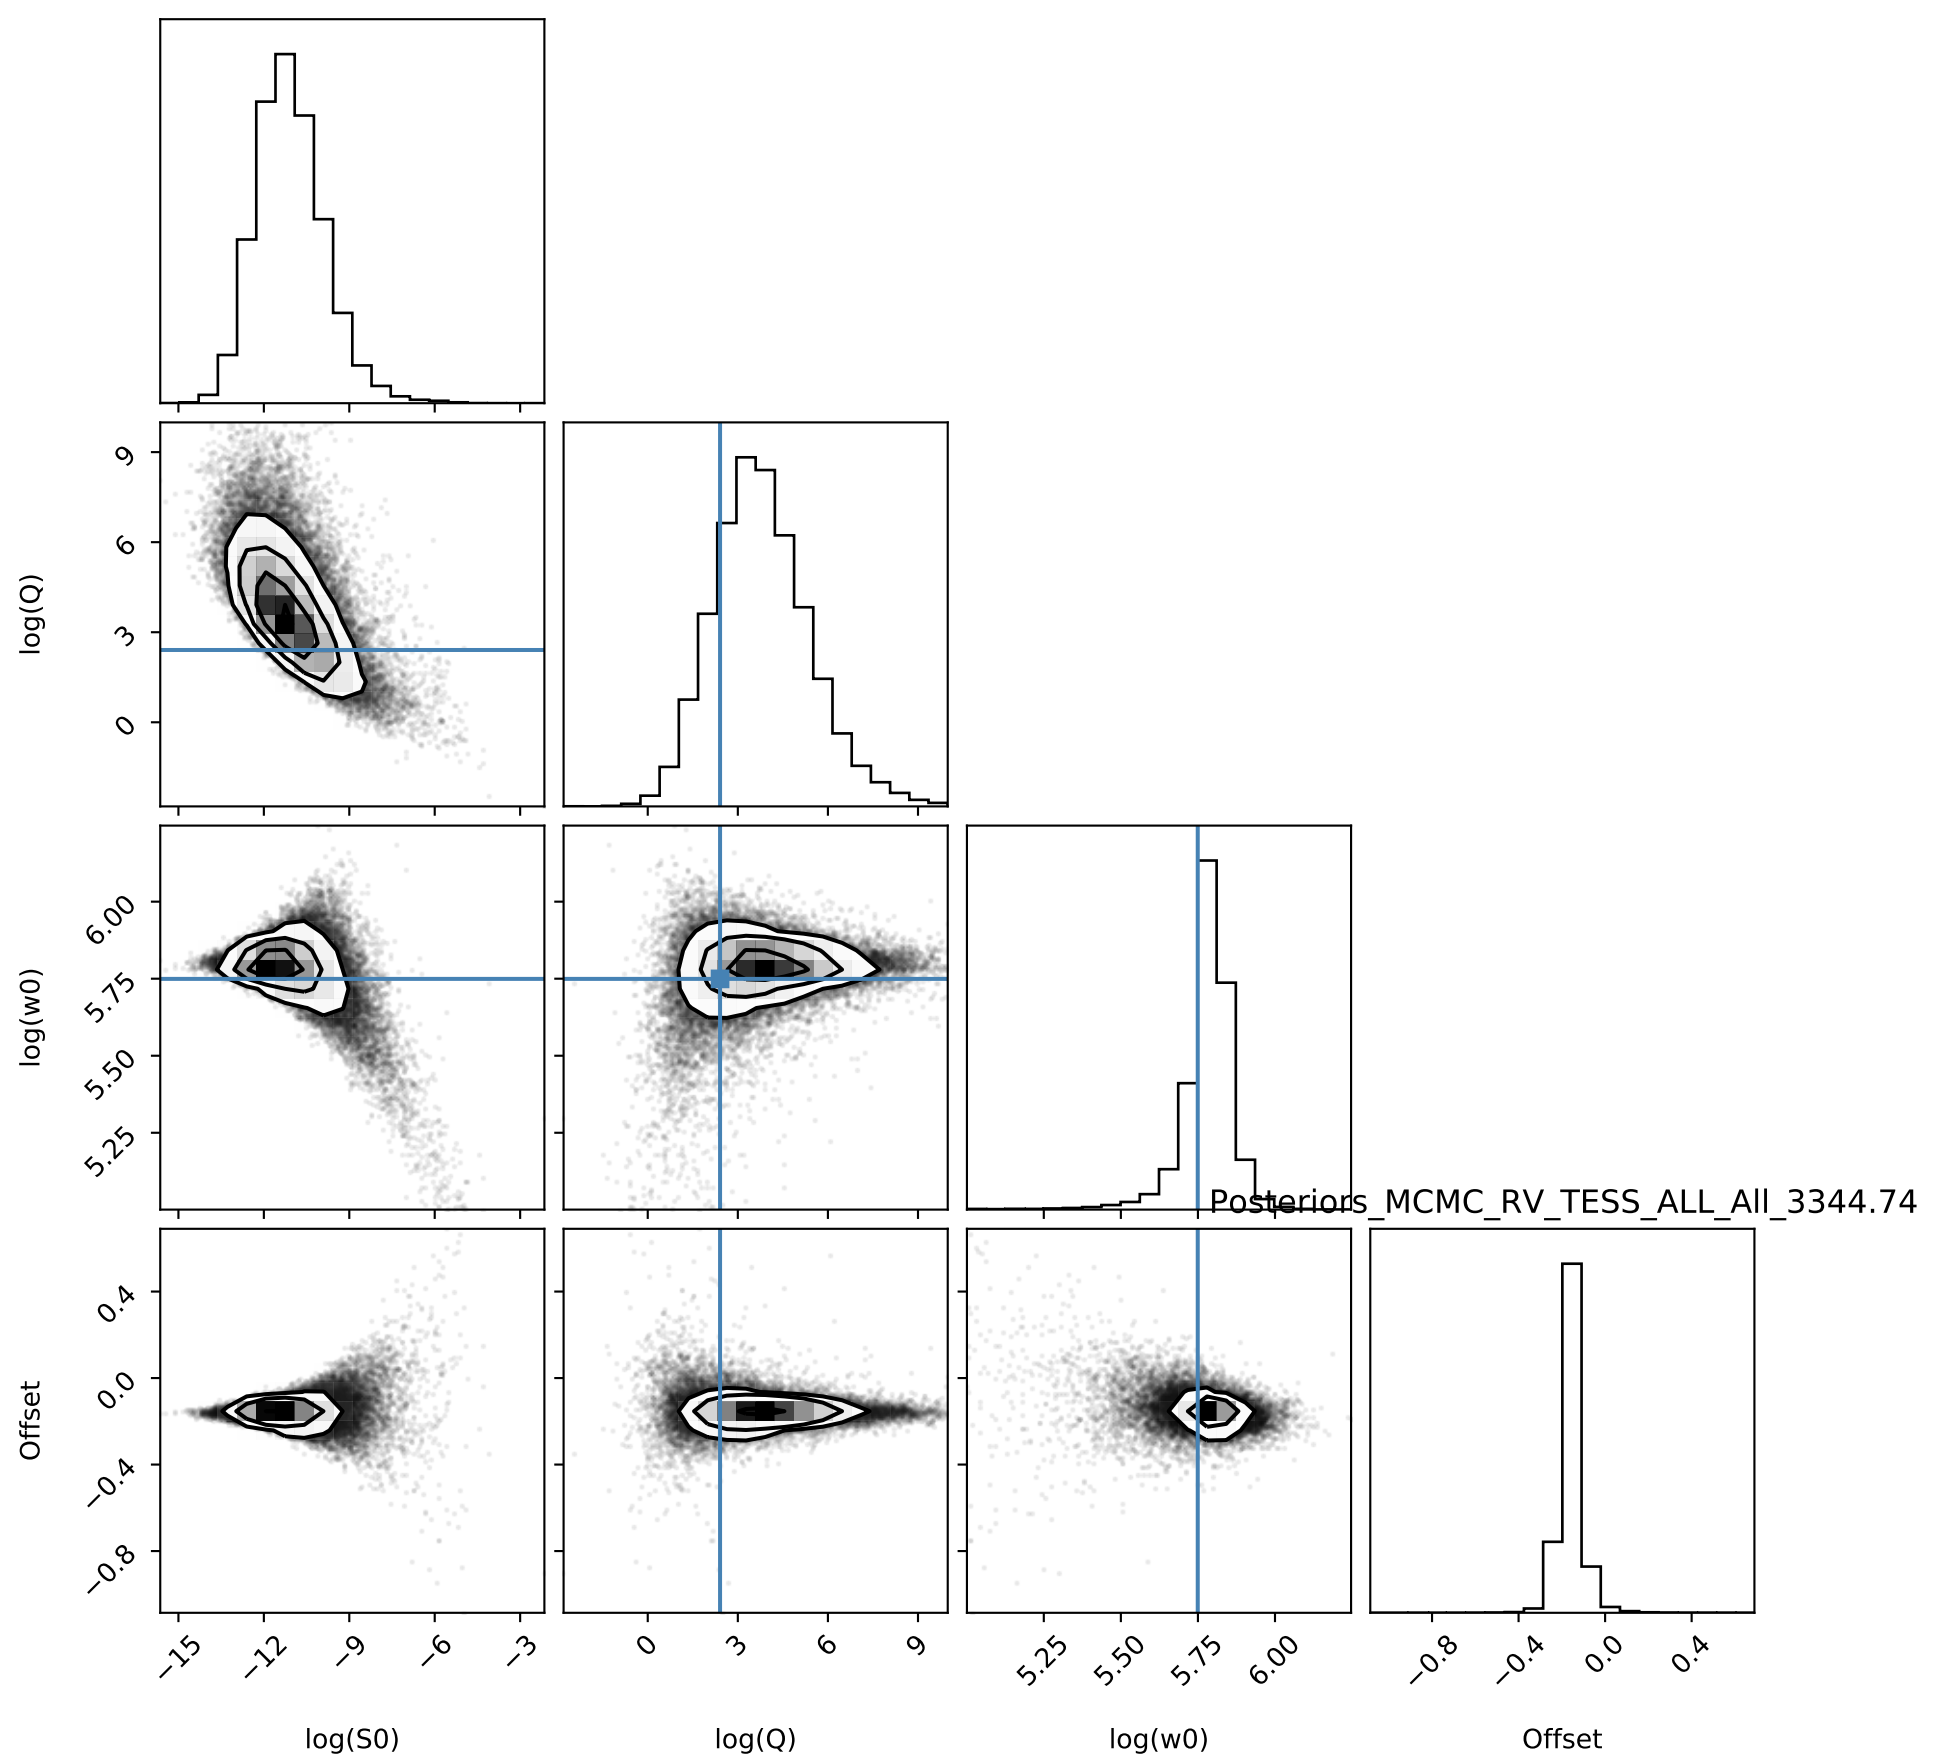 9
6
3
0
log(Q)
6.00
5.75
5.50
5.25
log(w0)
Posteriors_MCMC_RV_TESS_ALL_All_3344.74
0.4
0.0
−0.4
−0.8
Offset
−15 −12 −9 −6 −3
0 3 6 9
5.25 5.50 5.75 6.00
−0.8 −0.4 0.0 0.4
log(S0) log(Q) log(w0) Offset